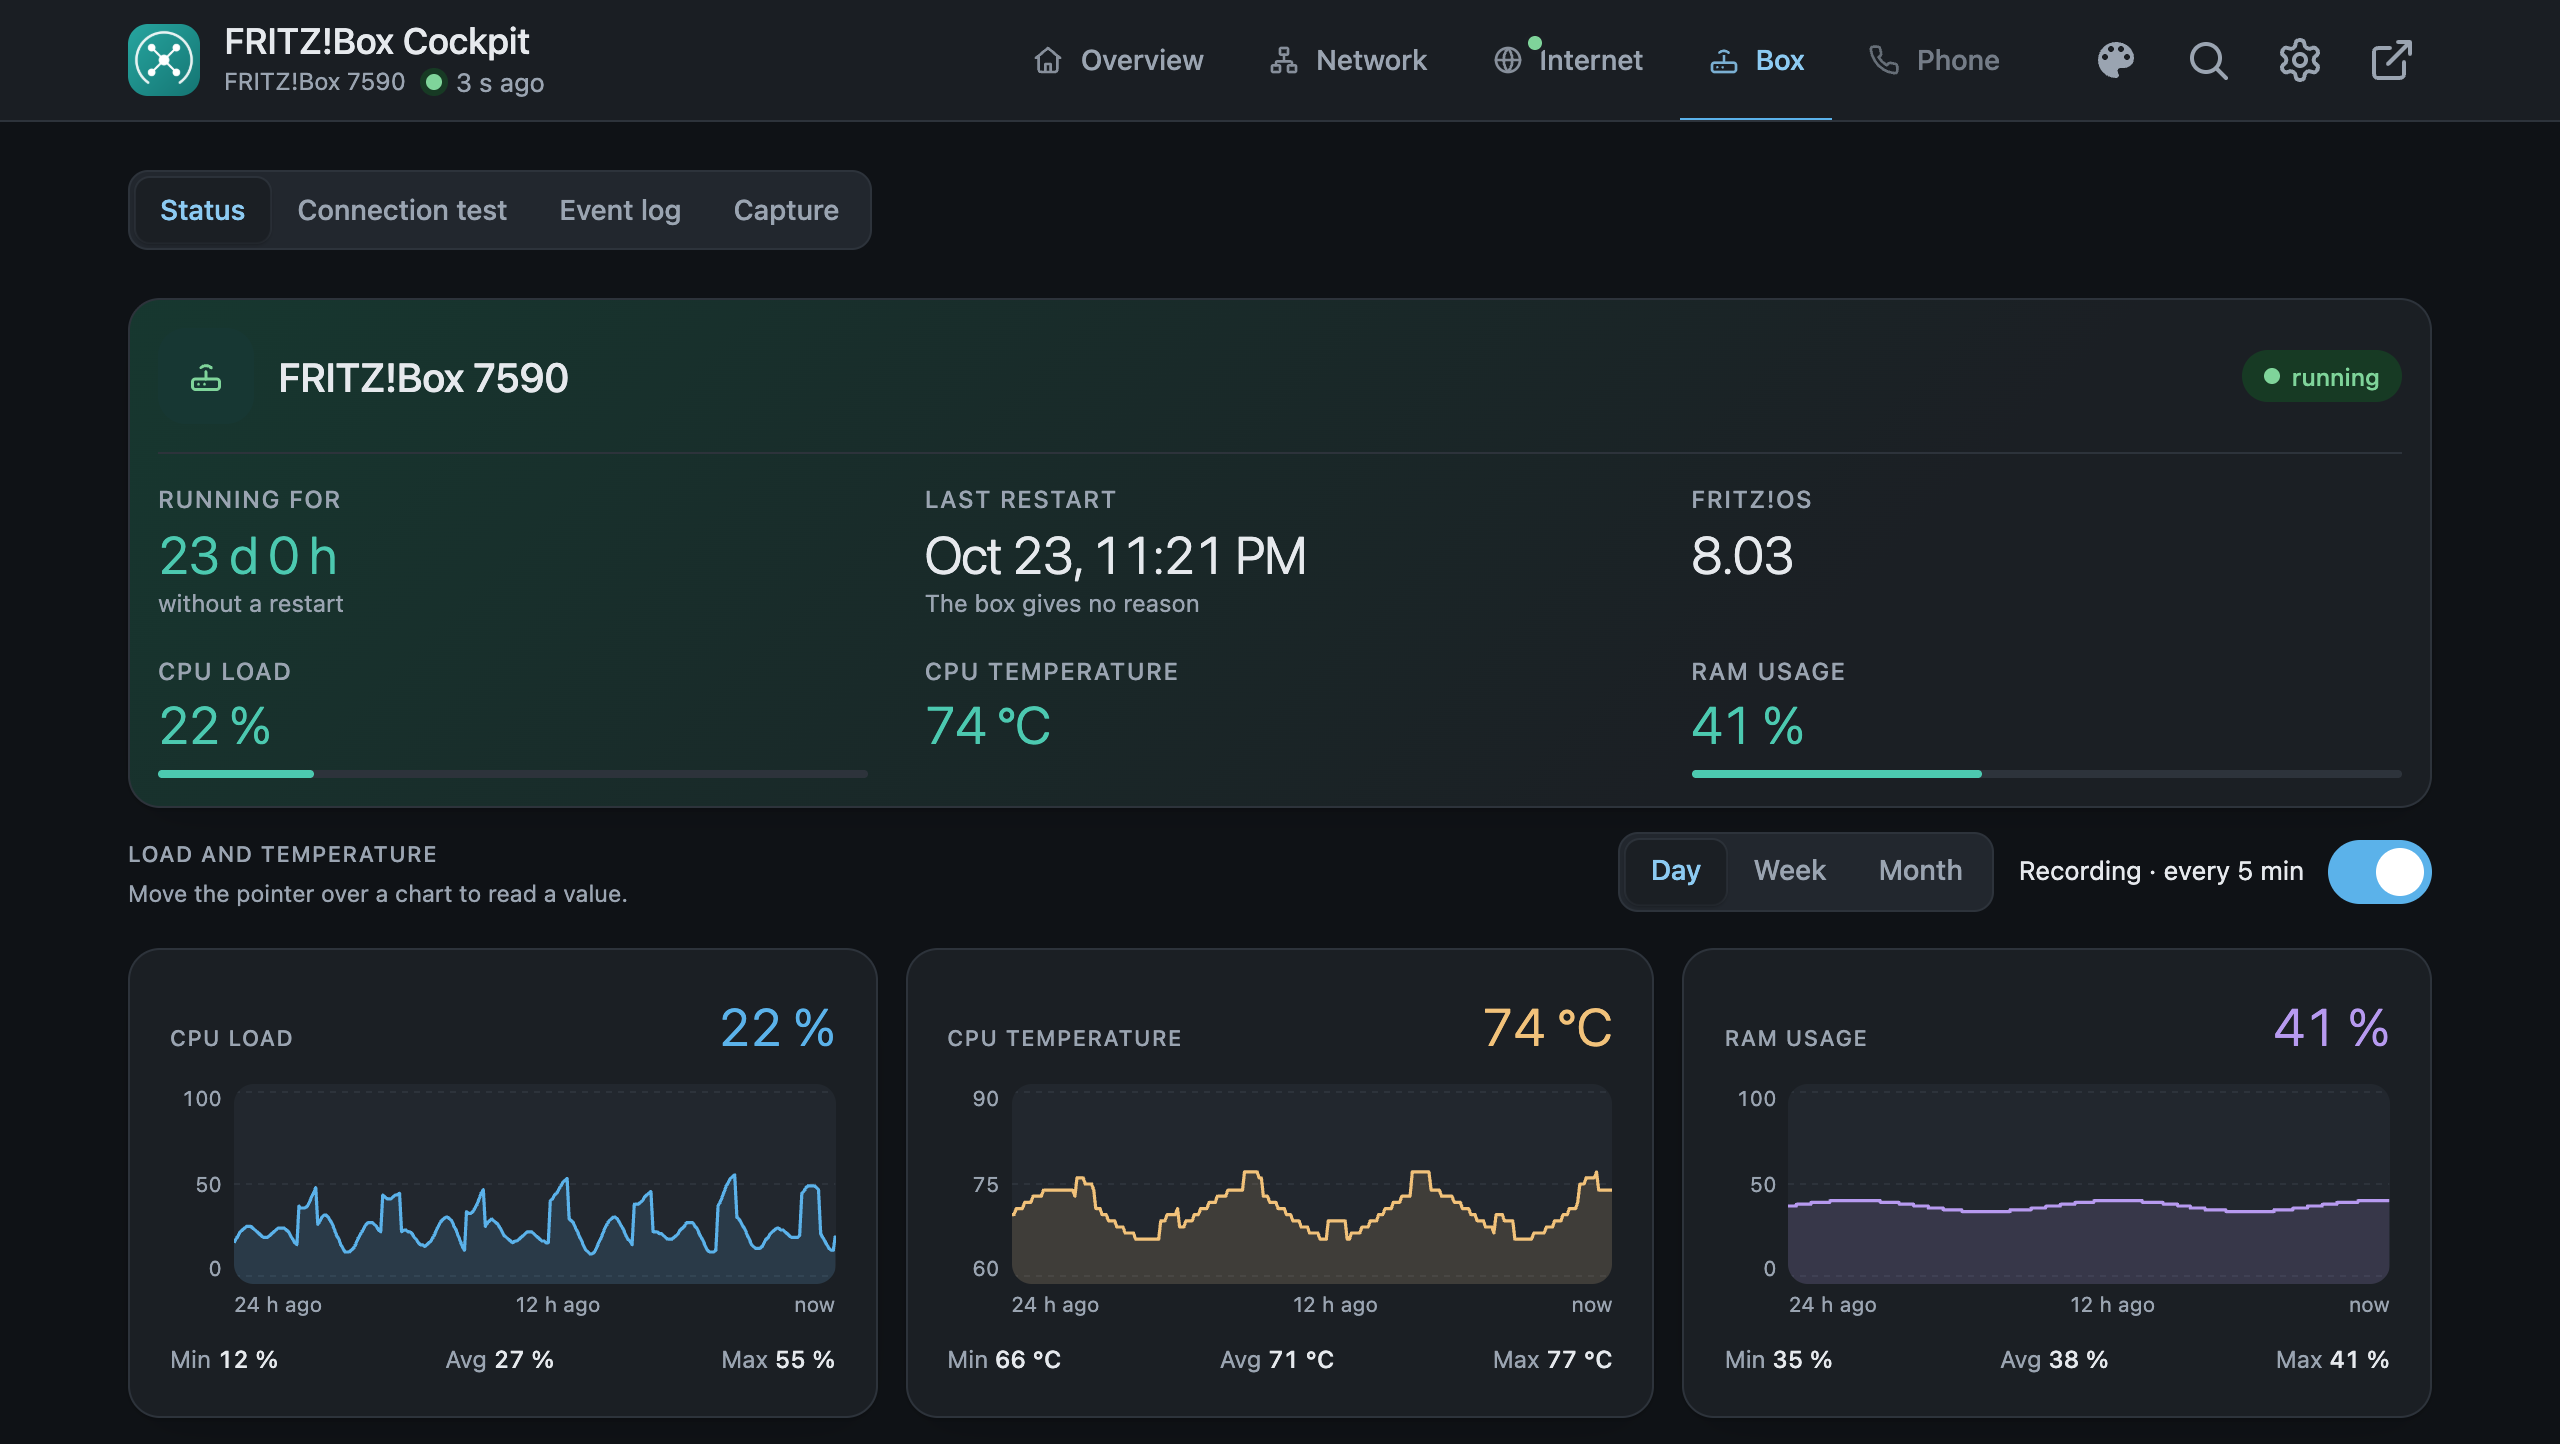 FRITZ!Box Cockpit
FRITZ!Box 7590 3 s ago
Overview Network Internet Box Phone
Status Connection test Event log Capture
FRITZ!Box 7590
running
RUNNING FOR LAST RESTART FRITZ!OS
23 d 0 h Oct 23, 11:21 PM 8.03
without a restart The box gives no reason
CPU LOAD CPU TEMPERATURE RAM USAGE
22 % 74 °C 41 %
LOAD AND TEMPERATURE
Move the pointer over a chart to read a value.
Day Week Month Recording · every 5 min
CPU LOAD 22 %
100
50
0
24 h ago 12 h ago now
Min 12 % Avg 27 % Max 55 %
CPU TEMPERATURE 74 °C
90
75
60
24 h ago 12 h ago now
Min 66 °C Avg 71 °C Max 77 °C
RAM USAGE 41 %
100
50
0
24 h ago 12 h ago now
Min 35 % Avg 38 % Max 41 %